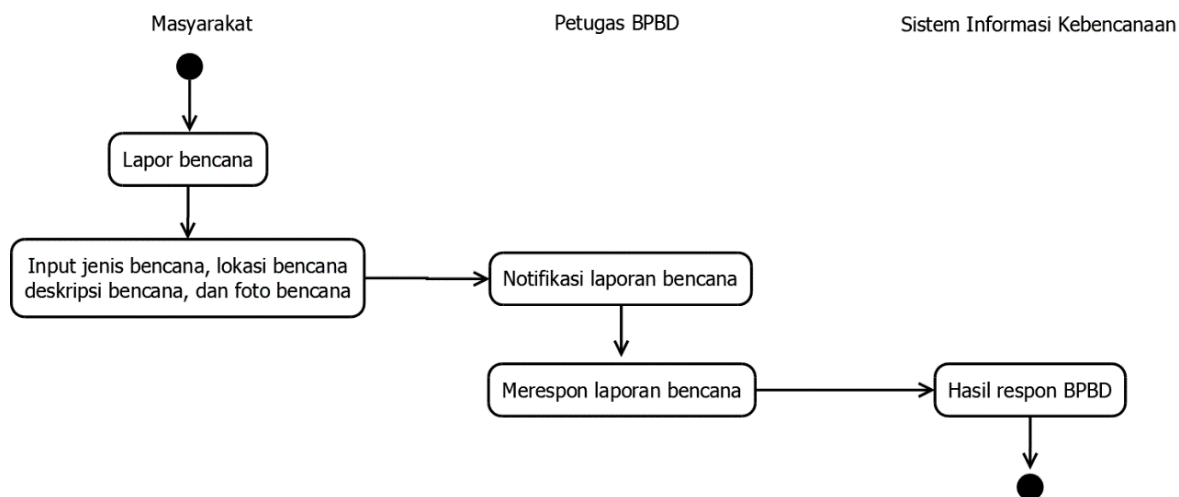 Masyarakat
Petugas BPBD
Sistem Informasi Kebencanaan
Lapor bencana
Input jenis bencana, lokasi bencana
deskripsi bencana, dan foto bencana
Notifikasi laporan bencana
Merespon laporan bencana
Hasil respon BPBD